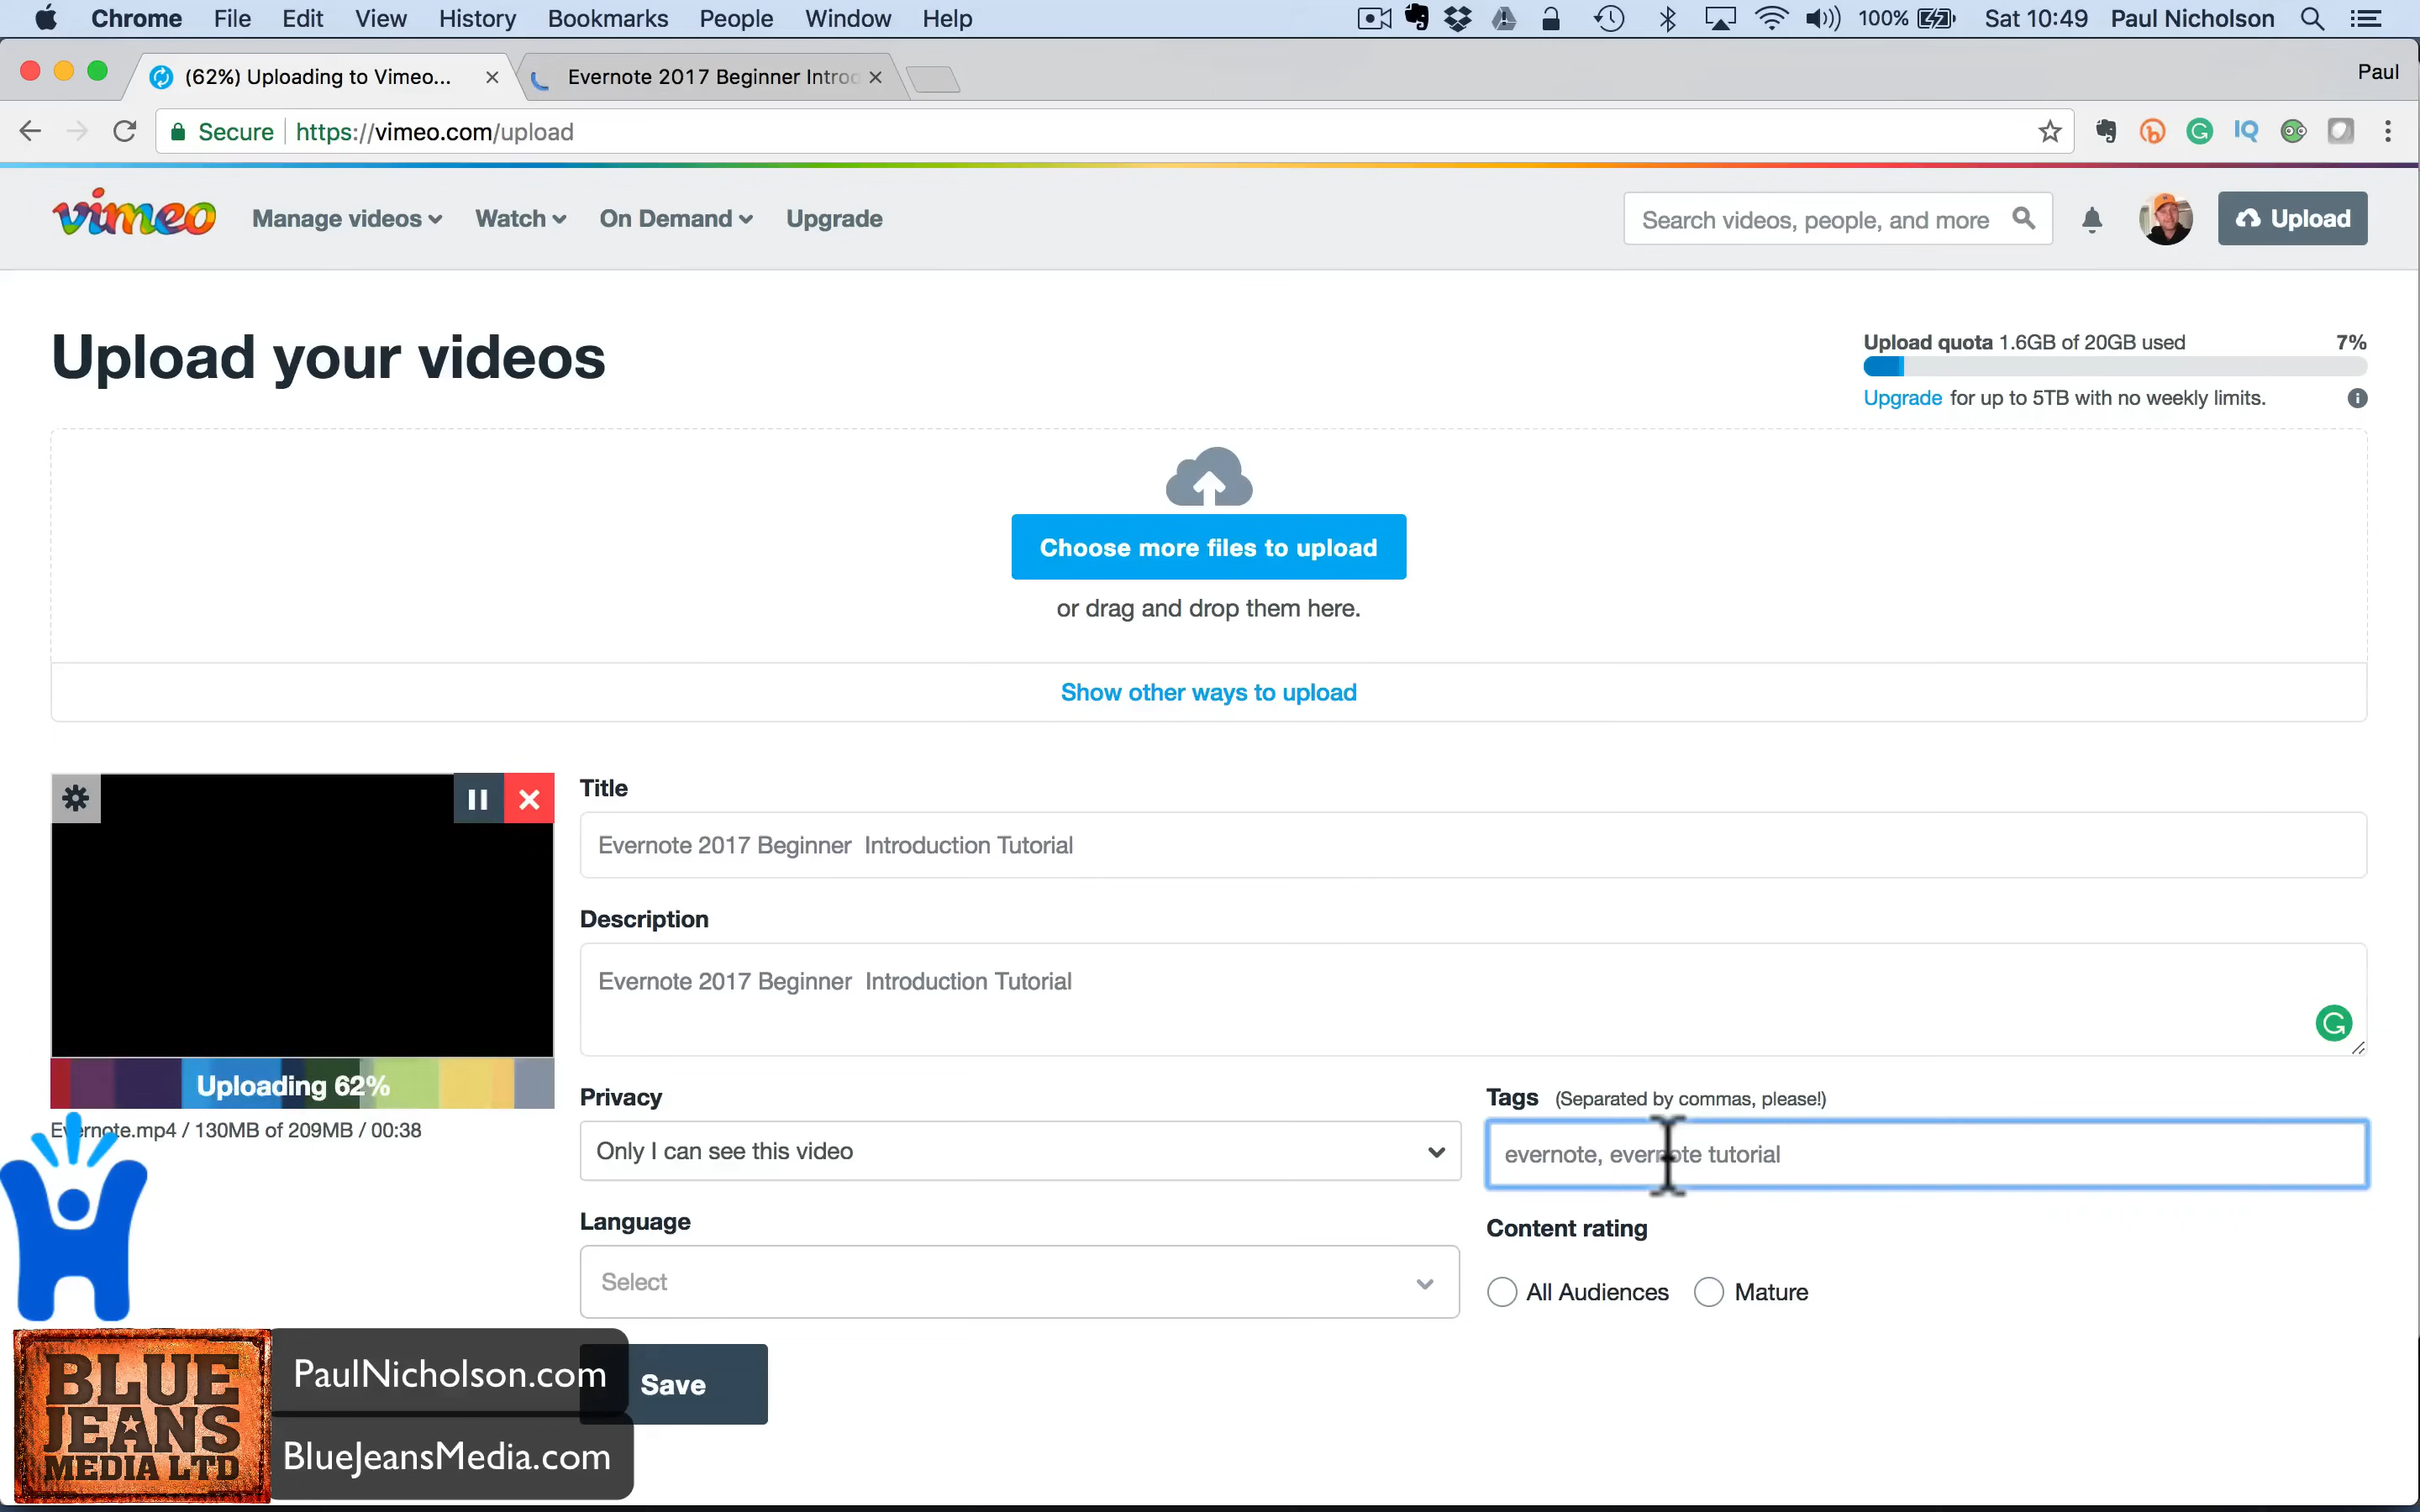 Chrome File Edit View History Bookmarks People Window Help 100% Sat 10:49 Paul Nicholson
(62%) Uploading to Vimeo... Evernote 2017 Beginner Introd Paul
Secure https://vimeo.com/upload IQ
vimeo Manage videos Watch On Demand Upgrade Search videos, people, and more Upload
Upload your videos
Upload quota 1.6GB of 20GB used 7%
Upgrade for up to 5TB with no weekly limits.
Choose more files to upload
or drag and drop them here.
Show other ways to upload
Title
Evernote 2017 Beginner  Introduction Tutorial
Description
Evernote 2017 Beginner  Introduction Tutorial
Uploading 62%
Evernote.mp4 / 130MB of 209MB / 00:38
Privacy
Only I can see this video
Tags (Separated by commas, please!)
evernote, evernote tutorial
Language
Select
Content rating
All Audiences Mature
Save
BLUE
JEANS
MEDIA LTD
PaulNicholson.com
BlueJeansMedia.com